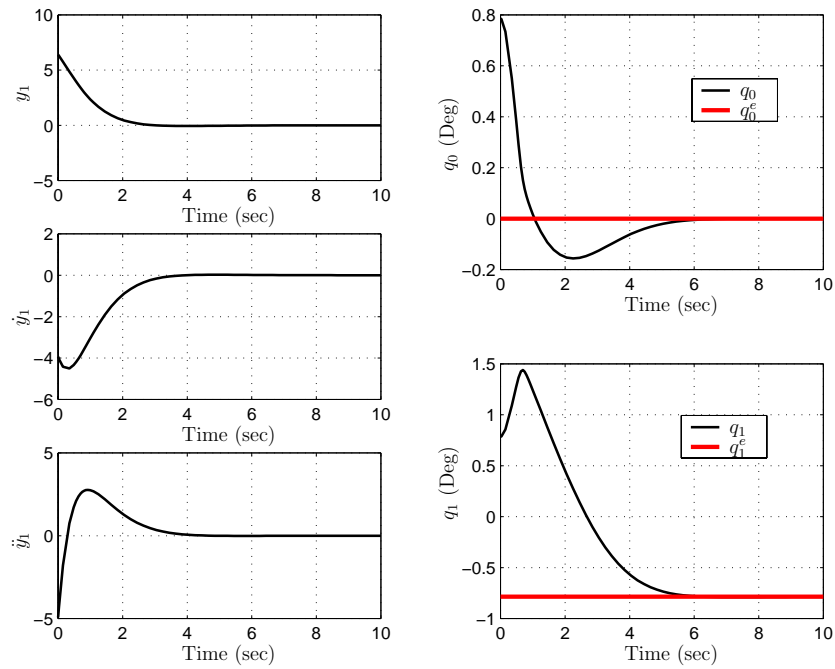 10
5
0
−5
y₁
0 2 4 6 8 10
Time (sec)
2
0
−2
−4
−6
ẏ₁
0 2 4 6 8 10
Time (sec)
5
0
−5
ÿ₁
0 2 4 6 8 10
Time (sec)
0.8
0.6
0.4
0.2
0
−0.2
q₀ (Deg)
q₀
q₀ᵉ
0 2 4 6 8 10
Time (sec)
1.5
1
0.5
0
−0.5
−1
q₁ (Deg)
q₁
q₁ᵉ
0 2 4 6 8 10
Time (sec)